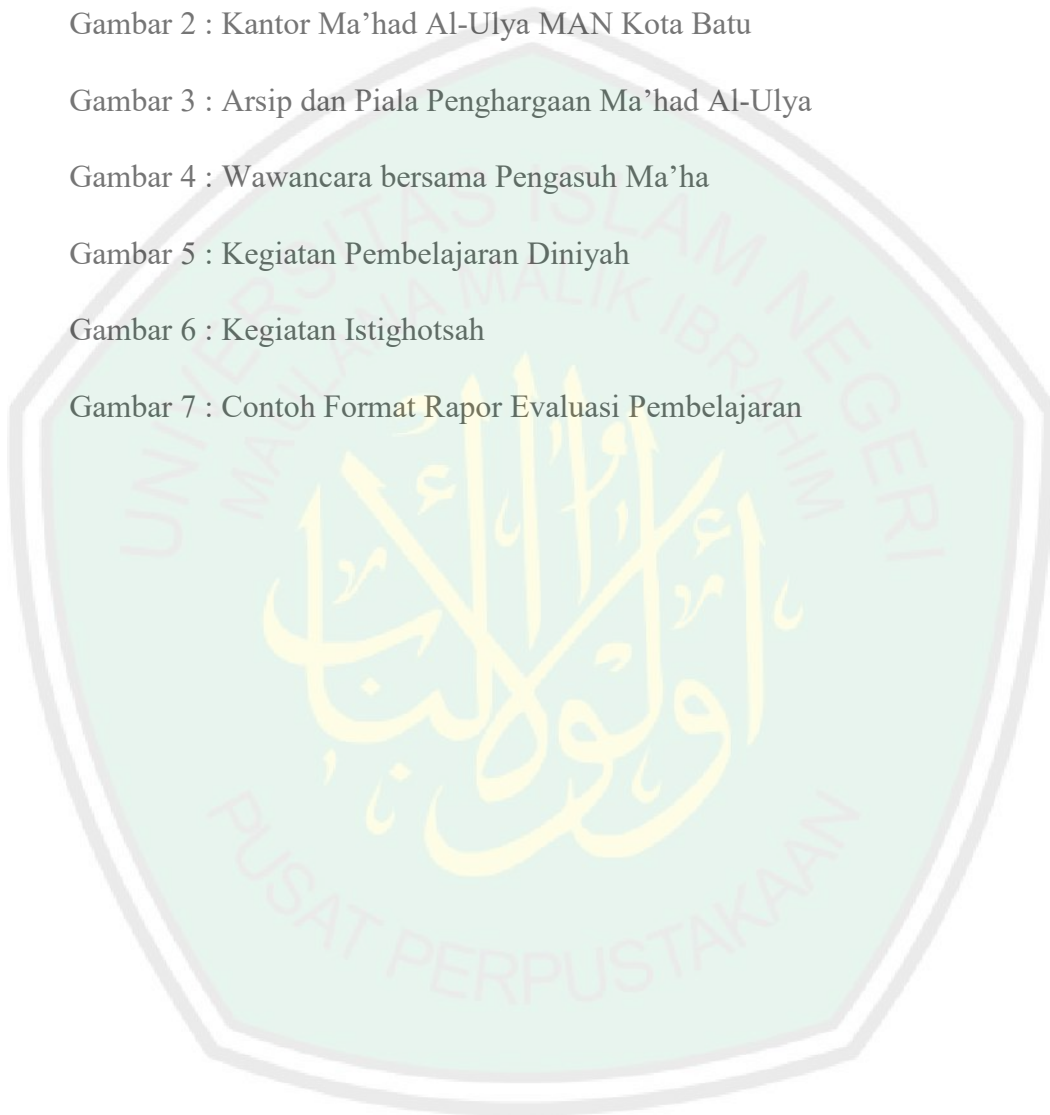 Gambar 2 : Kantor Ma’had Al-Ulya MAN Kota Batu
Gambar 3 : Arsip dan Piala Penghargaan Ma’had Al-Ulya
Gambar 4 : Wawancara bersama Pengasuh Ma’ha
Gambar 5 : Kegiatan Pembelajaran Diniyah
Gambar 6 : Kegiatan Istighotsah
Gambar 7 : Contoh Format Rapor Evaluasi Pembelajaran
UNIVERSITAS ISLAM NEGERI
MAULANA MALIK IBRAHIM
أولوا الألباب
PUSAT PERPUSTAKAAN